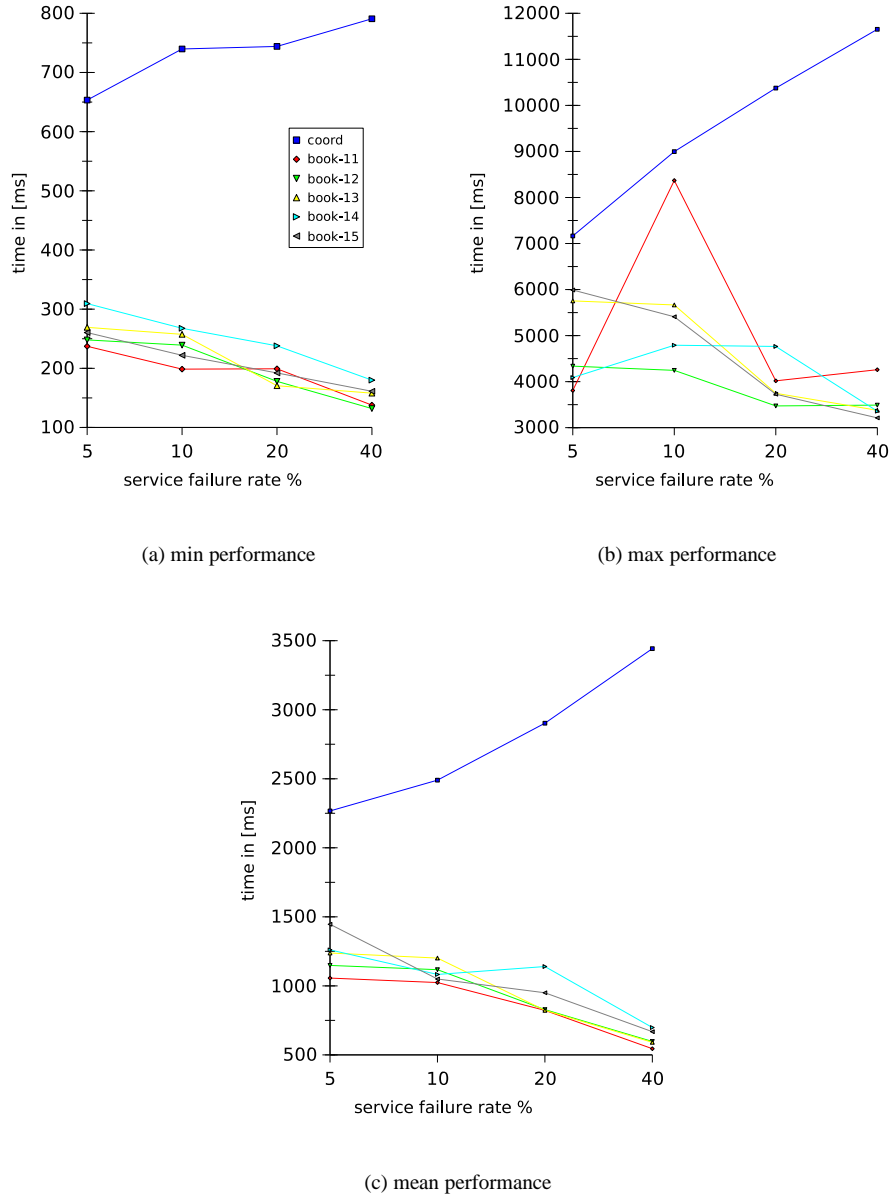 800
700
600
500
400
300
200
100
time in [ms]
5 10 20 40
service failure rate %
coord
book-11
book-12
book-13
book-14
book-15
(a) min performance
12000
11000
10000
9000
8000
7000
6000
5000
4000
3000
time in [ms]
5 10 20 40
service failure rate %
(b) max performance
3500
3000
2500
2000
1500
1000
500
time in [ms]
5 10 20 40
service failure rate %
(c) mean performance